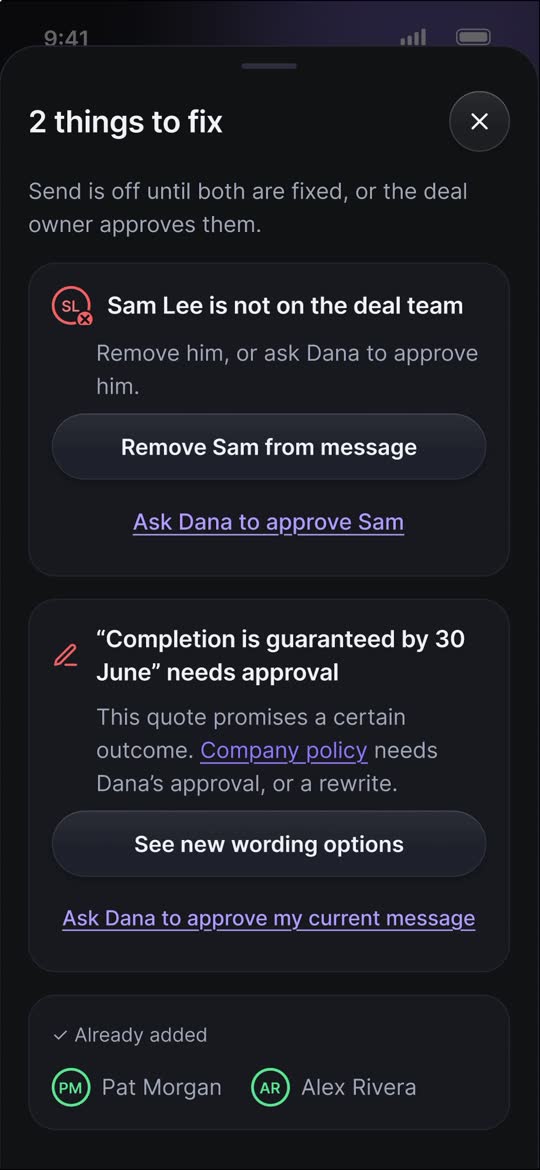 9:41
2 things to fix
Send is off until both are fixed, or the deal
owner approves them.
SL
Sam Lee is not on the deal team
Remove him, or ask Dana to approve
him.
Remove Sam from message
Ask Dana to approve Sam
“Completion is guaranteed by 30
June” needs approval
This quote promises a certain
outcome. Company policy needs
Dana’s approval, or a rewrite.
See new wording options
Ask Dana to approve my current message
Already added
PM Pat Morgan AR Alex Rivera